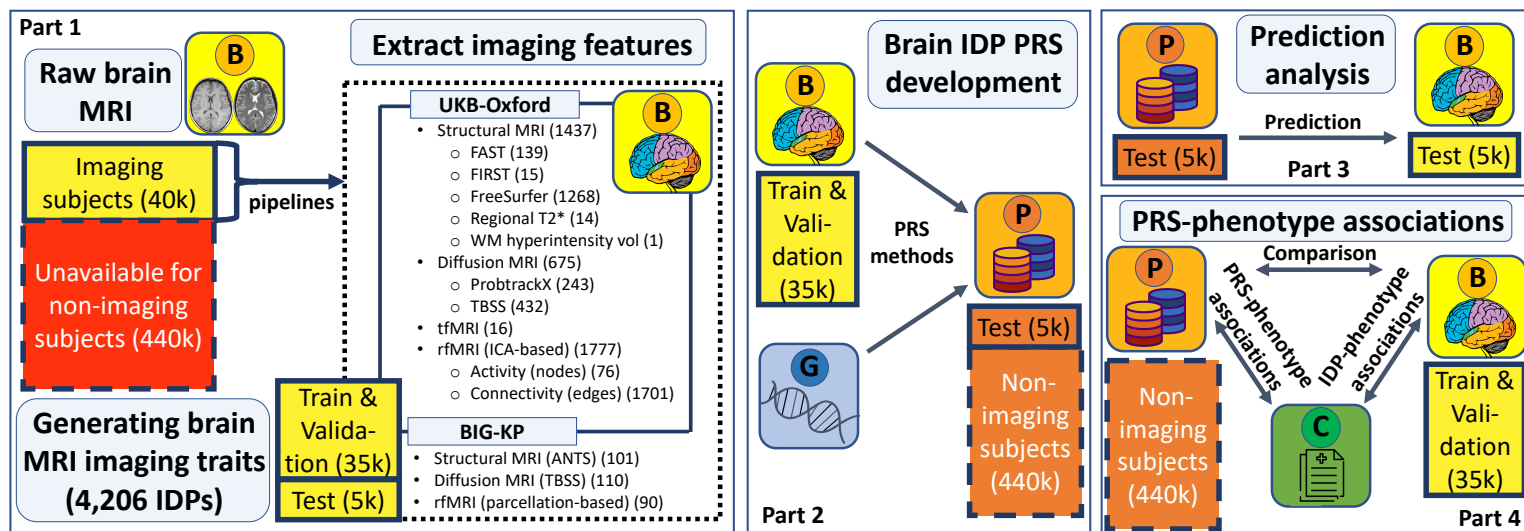 Part 1
Raw brain
MRI
B
Imaging
subjects (40k)
Unavailable for
non-imaging
subjects (440k)
pipelines
Generating brain
MRI imaging traits
(4,206 IDPs)
Extract imaging features
UKB-Oxford
B
• Structural MRI (1437)
o FAST (139)
o FIRST (15)
o FreeSurfer (1268)
o Regional T2* (14)
o WM hyperintensity vol (1)
• Diffusion MRI (675)
o ProbtrackX (243)
o TBSS (432)
• tfMRI (16)
• rfMRI (ICA-based) (1777)
o Activity (nodes) (76)
o Connectivity (edges) (1701)
Train &
Valida-
tion (35k)
Test (5k)
BIG-KP
• Structural MRI (ANTS) (101)
• Diffusion MRI (TBSS) (110)
• rfMRI (parcellation-based) (90)
Brain IDP PRS
development
B
Train &
Vali-
dation
(35k)
PRS
methods
G
P
Test (5k)
Non-
imaging
subjects
(440k)
Part 2
P
Test (5k)
Prediction
analysis
Prediction
Part 3
B
Test (5k)
PRS-phenotype associations
P
Comparison
PRS-phenotype
associations
IDP-phenotype
associations
B
Non-
imaging
subjects
(440k)
C
Train &
Vali-
dation
(35k)
Part 4